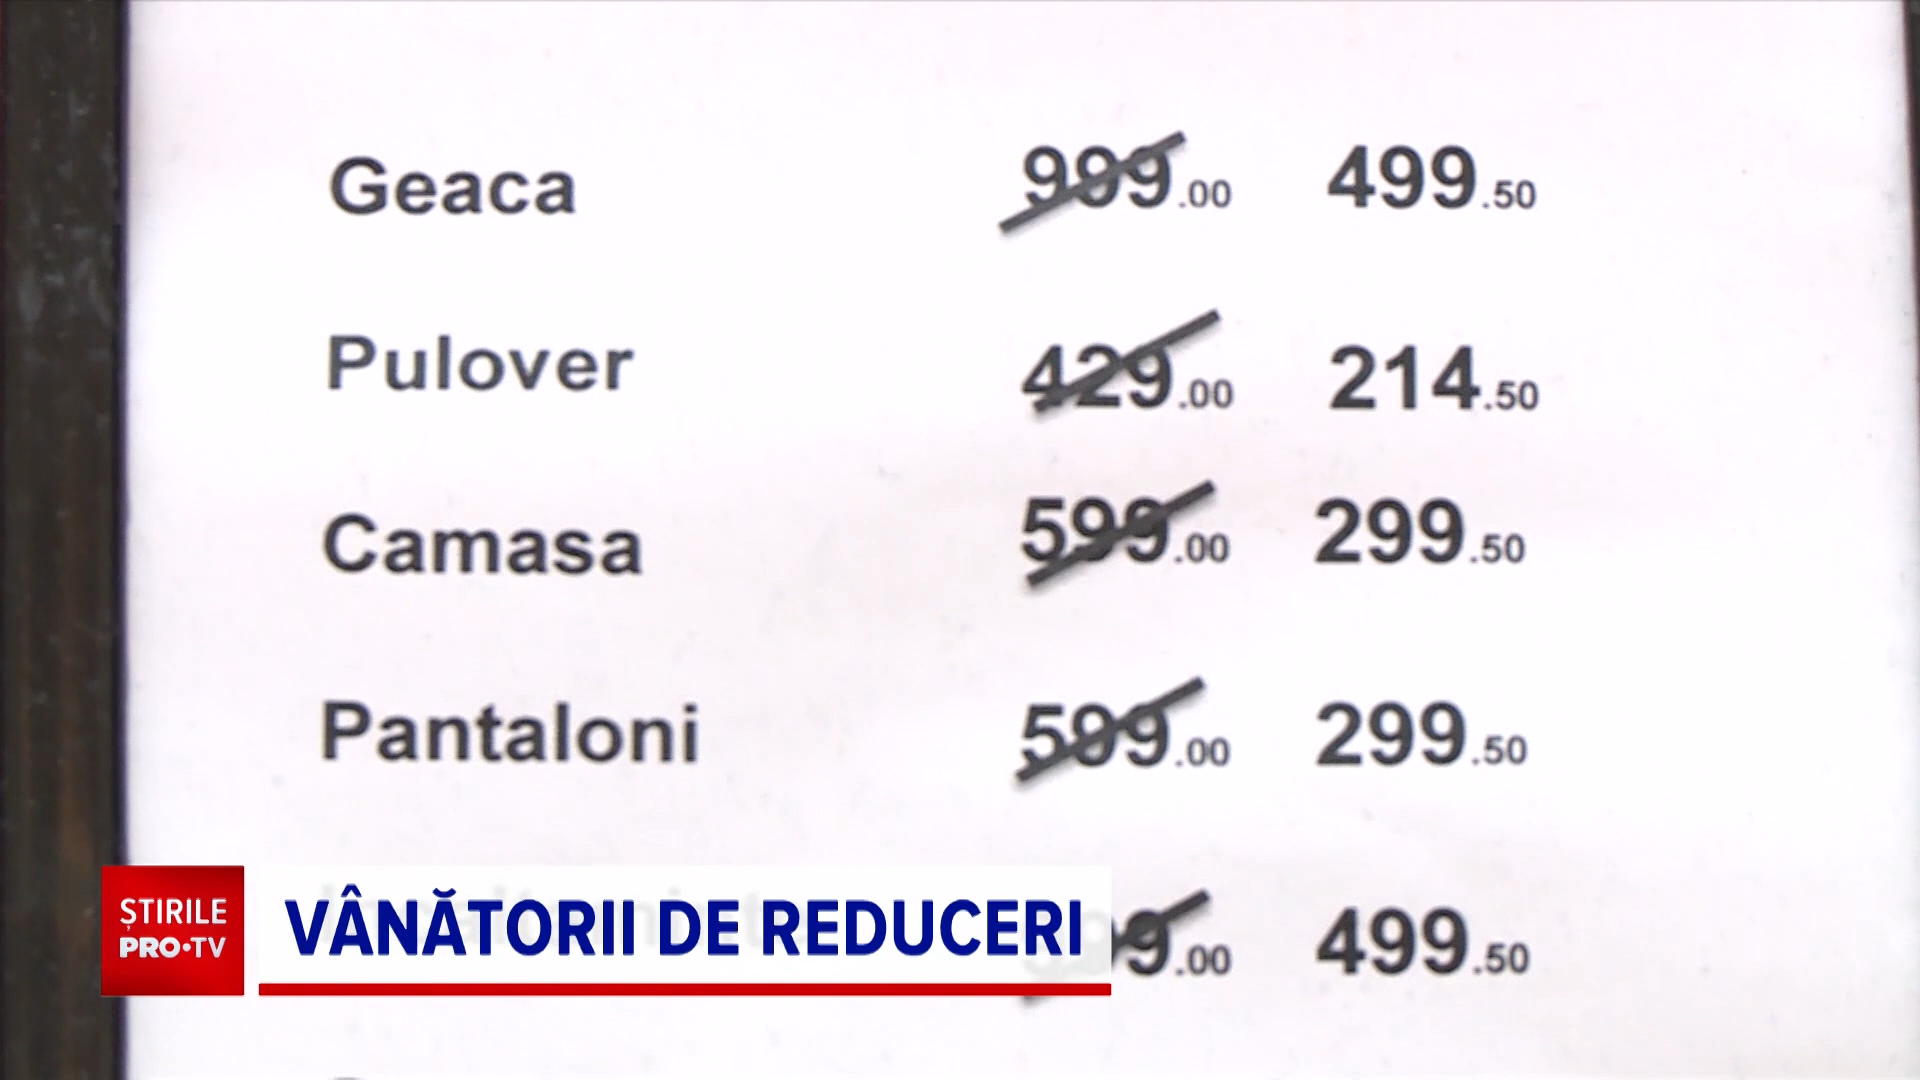 Geaca 999.00 499.50
Pulover 429.00 214.50
Camasa 599.00 299.50
Pantaloni 599.00 299.50
9.00 499.50
ȘTIRILE
PRO•TV
VÂNĂTORII DE REDUCERI